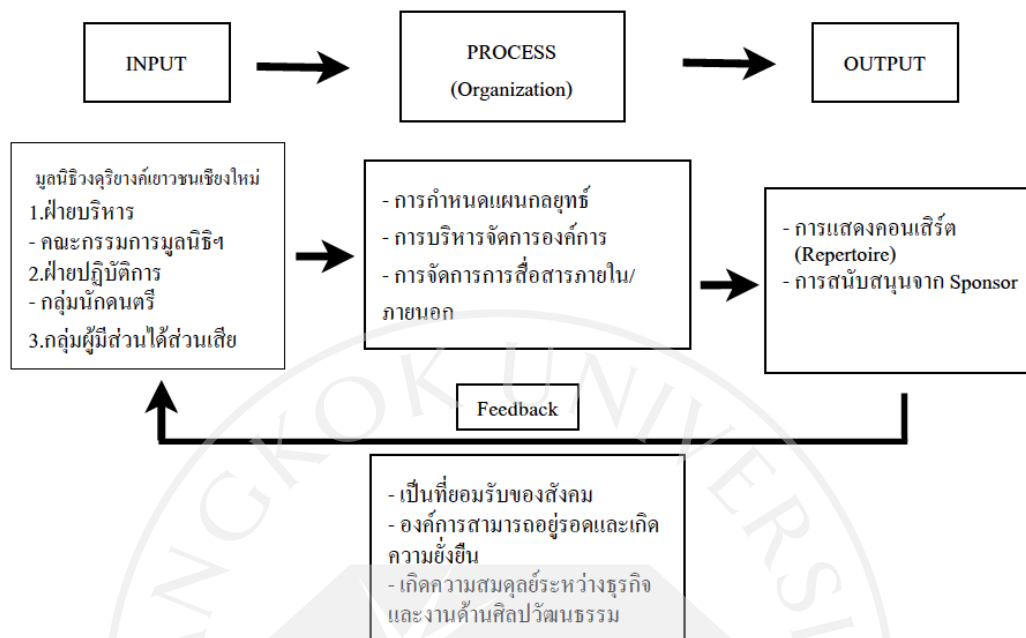 INPUT
PROCESS
(Organization)
OUTPUT
มูลนิธิวงดุริยางค์เยาวชนเชียงใหม่
1.ฝ่ายบริหาร
- คณะกรรมการมูลนิธิฯ
2.ฝ่ายปฏิบัติการ
- กลุ่มนักดนตรี
3.กลุ่มผู้มีส่วนได้ส่วนเสีย
- การกำหนดแผนกลยุทธ์
- การบริหารจัดการองค์การ
- การจัดการการสื่อสารภายใน/
ภายนอก
- การแสดงคอนเสิร์ต
(Repertoire)
- การสนับสนุนจาก Sponsor
Feedback
- เป็นที่ยอมรับของสังคม
- องค์การสามารถอยู่รอดและเกิด
ความยั่งยืน
- เกิดความสมดุลย์ระหว่างธุรกิจ
และงานด้านศิลปวัฒนธรรม